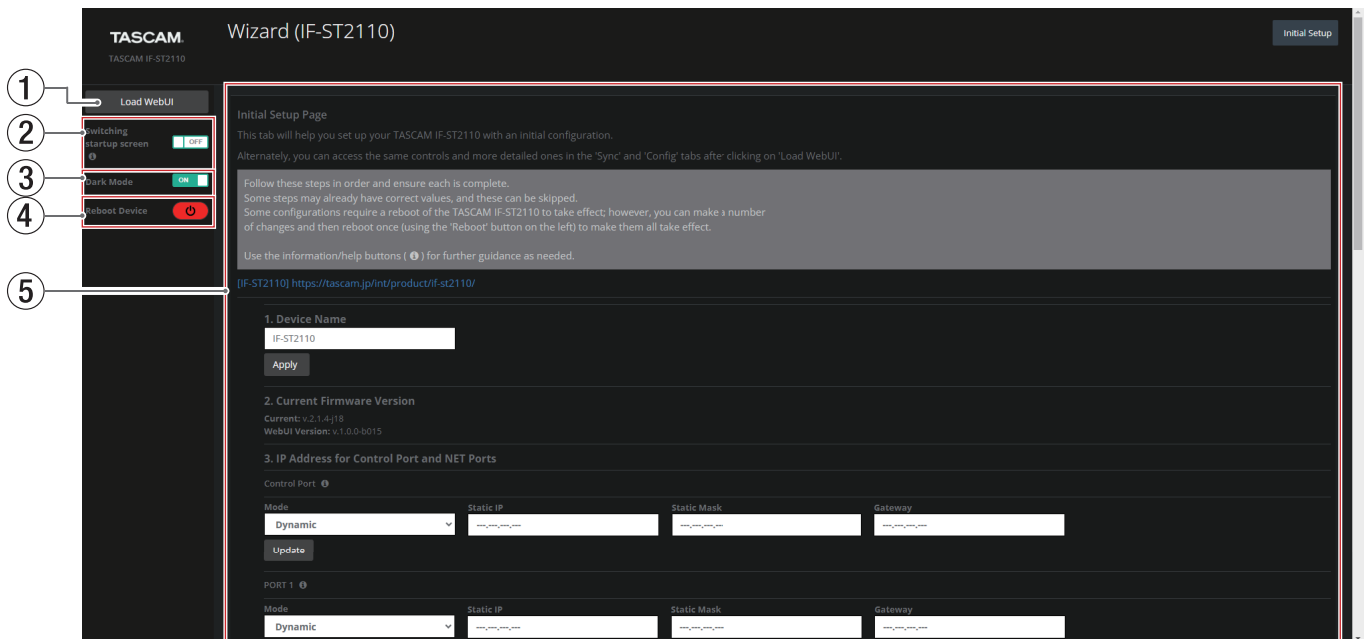 TASCAM
TASCAM IF-ST2110
Wizard (IF-ST2110)
Initial Setup
1
Load WebUI
2
Switching
startup screen
OFF
3
Dark Mode
ON
4
Reboot Device
5
Initial Setup Page
This tab will help you set up your TASCAM IF-ST2110 with an initial configuration.
Alternately, you can access the same controls and more detailed ones in the 'Sync' and 'Config' tabs after clicking on 'Load WebUI'.
Follow these steps in order and ensure each is complete.
Some steps may already have correct values, and these can be skipped.
Some configurations require a reboot of the TASCAM IF-ST2110 to take effect; however, you can make a number
of changes and then reboot once (using the 'Reboot' button on the left) to make them all take effect.
Use the information/help buttons ( i ) for further guidance as needed.
[IF-ST2110] https://tascam.jp/int/product/if-st2110/
1. Device Name
IF-ST2110
Apply
2. Current Firmware Version
Current: v.2.1.4-j18
WebUI Version: v.1.0.0-b015
3. IP Address for Control Port and NET Ports
Control Port
Mode Static IP Static Mask Gateway
Dynamic ---.---.---.--- ---.---.---.--- ---.---.---.---
Update
PORT 1
Mode Static IP Static Mask Gateway
Dynamic ---.---.---.--- ---.---.---.--- ---.---.---.---